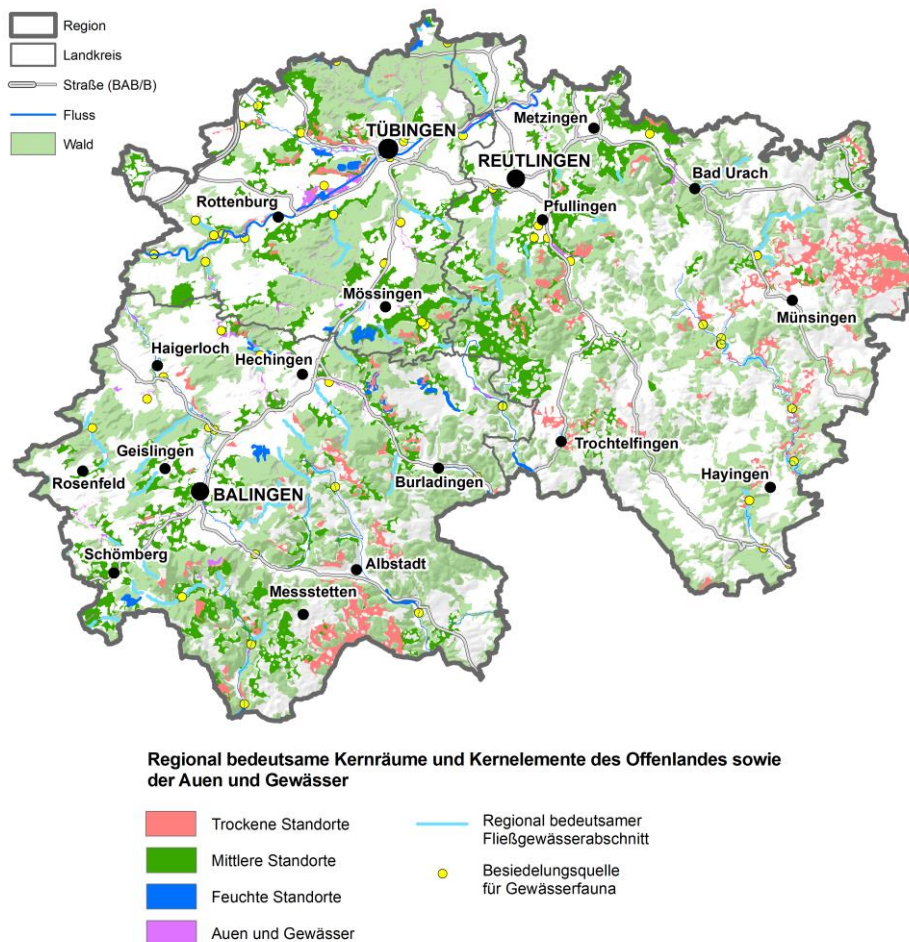 Region
Landkreis
Straße (BAB/B)
Fluss
Wald
TÜBINGEN
Metzingen
REUTLINGEN
Bad Urach
Rottenburg
Pfullingen
Mössingen
Münsingen
Haigerloch
Hechingen
Geislingen
Trochtelfingen
Rosenfeld
Burladingen
Hayingen
BALINGEN
Schömberg
Albstadt
Messstetten
Regional bedeutsame Kernräume und Kernelemente des Offenlandes sowie
der Auen und Gewässer
Trockene Standorte
Mittlere Standorte
Feuchte Standorte
Auen und Gewässer
Regional bedeutsamer
Fließgewässerabschnitt
Besiedelungsquelle
für Gewässerfauna